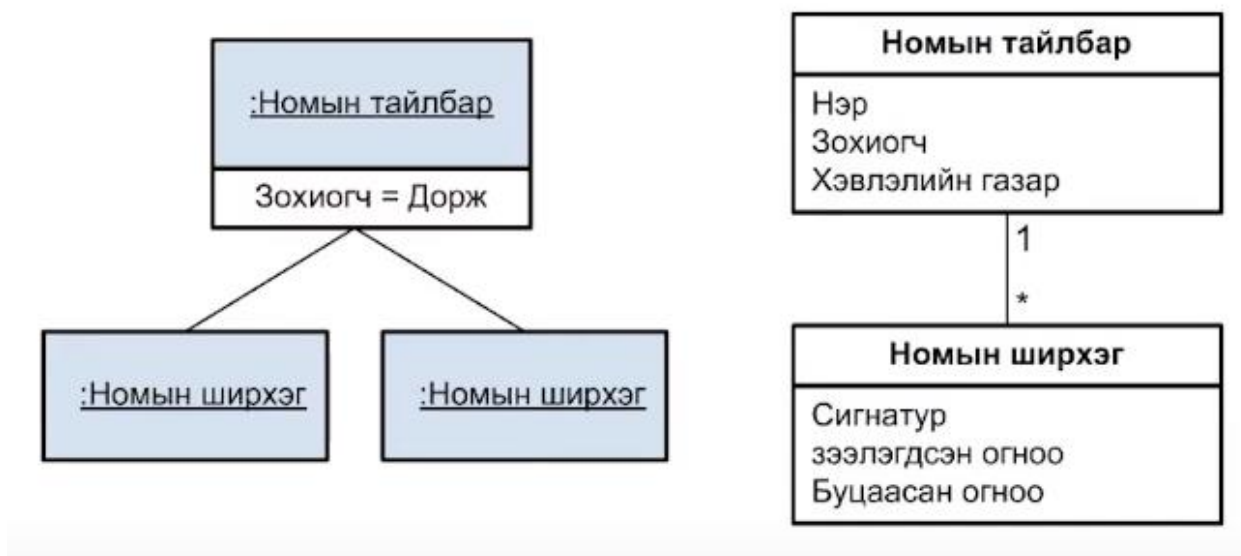 :Номын тайлбар
Зохиогч = Дорж
:Номын ширхэг
:Номын ширхэг
Номын тайлбар
Нэр
Зохиогч
Хэвлэлийн газар
1
*
Номын ширхэг
Сигнатур
зээлэгдсэн огноо
Буцаасан огноо